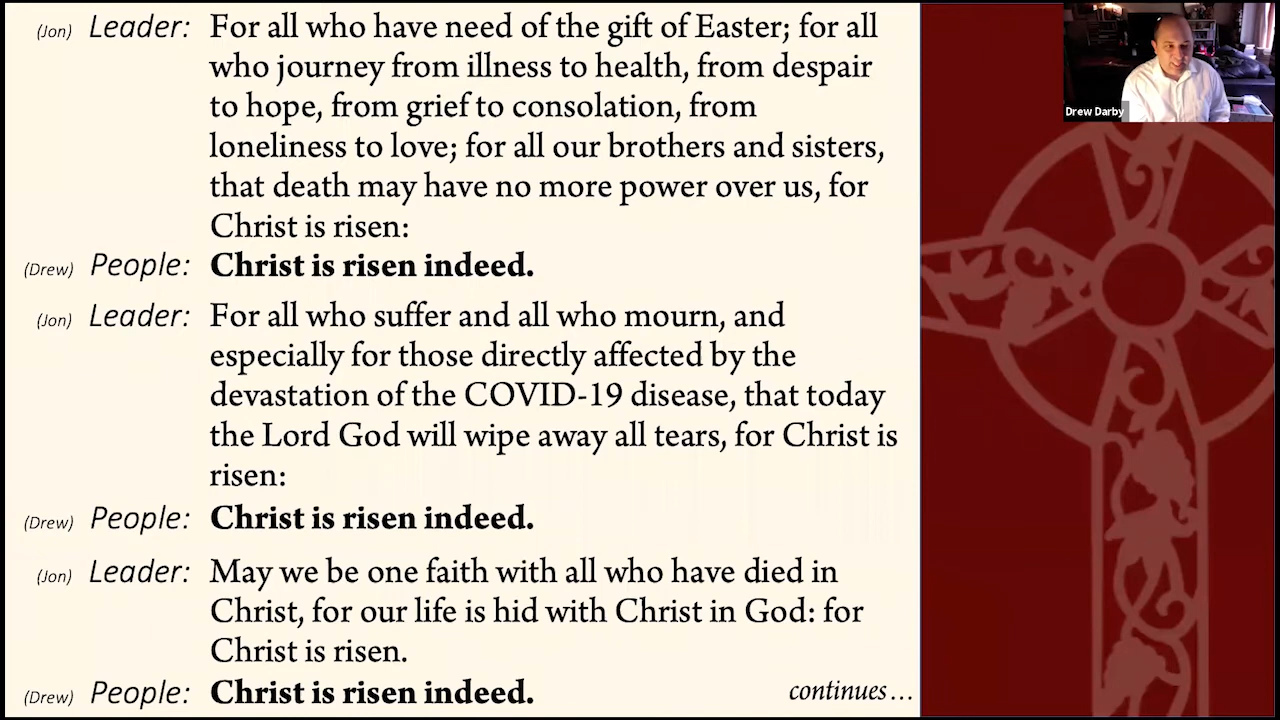 (Jon) Leader: For all who have need of the gift of Easter; for all
who journey from illness to health, from despair
to hope, from grief to consolation, from
loneliness to love; for all our brothers and sisters,
that death may have no more power over us, for
Christ is risen:
(Drew) People: Christ is risen indeed.
(Jon) Leader: For all who suffer and all who mourn, and
especially for those directly affected by the
devastation of the COVID-19 disease, that today
the Lord God will wipe away all tears, for Christ is
risen:
(Drew) People: Christ is risen indeed.
(Jon) Leader: May we be one faith with all who have died in
Christ, for our life is hid with Christ in God: for
Christ is risen.
(Drew) People: Christ is risen indeed.
continues...
Drew Darby